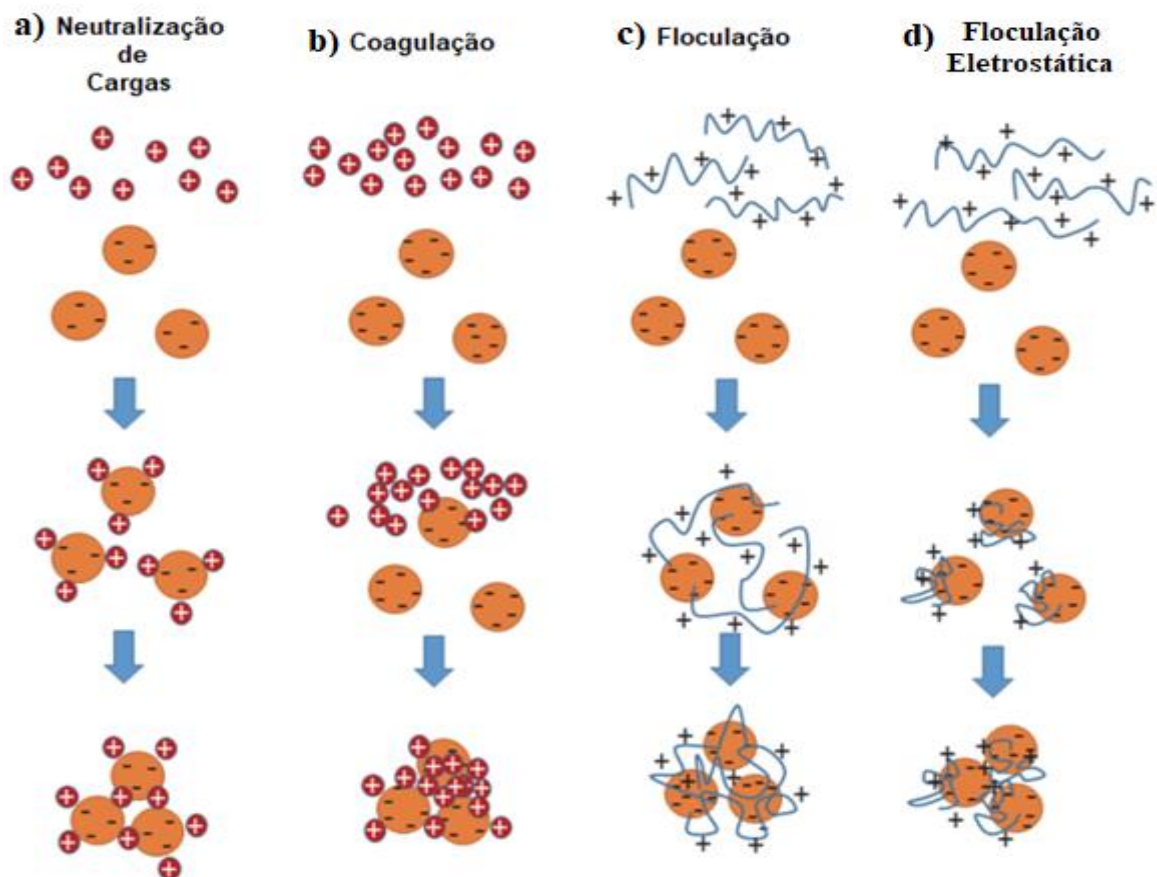 a) Neutralização
de
Cargas
b) Coagulação
c) Floculação
d) Floculação
Eletrostática